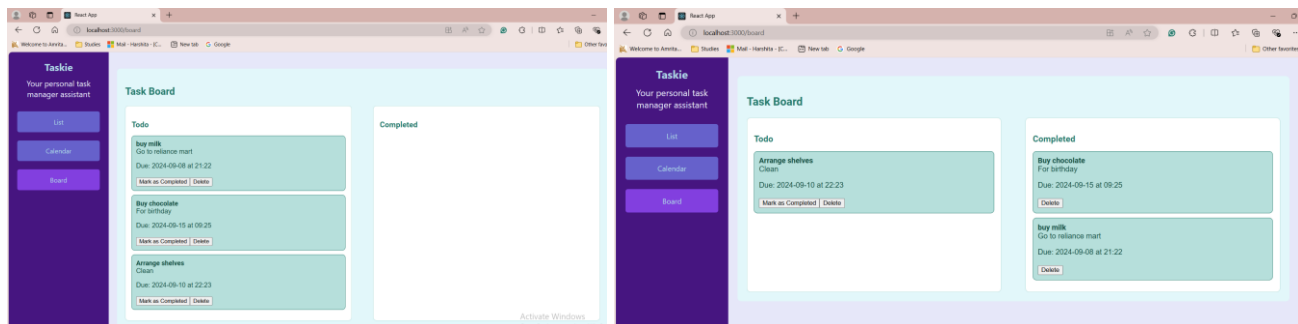 React App
localhost:3000/board
Welcome to Amrita...
Studies
Mail - Harshita - [C...
New tab
Google
Other favo
Taskie
Your personal task
manager assistant
List
Calendar
Board
Task Board
Todo
buy milk
Go to reliance mart
Due: 2024-09-08 at 21:22
Mark as Completed Delete
Buy chocolate
For birthday
Due: 2024-09-15 at 09:25
Mark as Completed Delete
Arrange shelves
Clean
Due: 2024-09-10 at 22:23
Mark as Completed Delete
Completed
Activate Windows
React App
localhost:3000/board
Welcome to Amrita...
Studies
Mail - Harshita - [C...
New tab
Google
Other favorites
Taskie
Your personal task
manager assistant
List
Calendar
Board
Task Board
Todo
Arrange shelves
Clean
Due: 2024-09-10 at 22:23
Mark as Completed Delete
Completed
Buy chocolate
For birthday
Due: 2024-09-15 at 09:25
Delete
buy milk
Go to reliance mart
Due: 2024-09-08 at 21:22
Delete